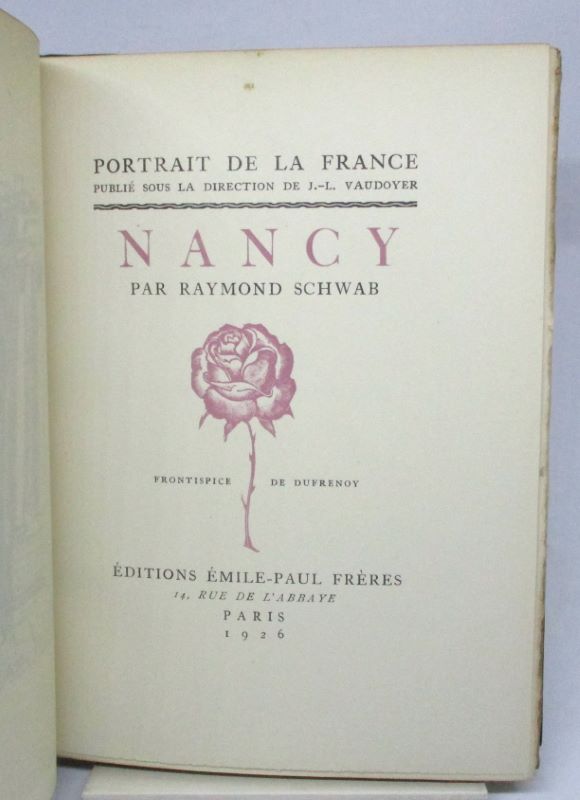 PORTRAIT DE LA FRANCE
PUBLIÉ SOUS LA DIRECTION DE J.-L. VAUDOYER
NANCY
PAR RAYMOND SCHWAB
FRONTISPICE DE DUFRENOY
ÉDITIONS ÉMILE-PAUL FRÈRES
14, RUE DE L'ABBAYE
PARIS
1926